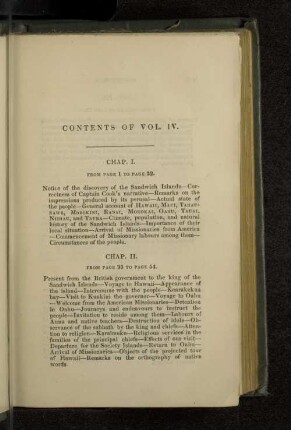 CONTENTS OF VOL. IV.
CHAP. I.
FROM PAGE 1 TO PAGE 22.
Notice of the discovery of the Sandwich Islands—Cor-
rectness of Captain Cook's narrative—Remarks on the
impressions produced by its perusal—Actual state of
the people—General account of HAWAII, MAUI, TAHAU-
RAWE, MOROKINI, RANAI, MOROKAI, OAHU, TAUAI,
NIIHAU, and TAURA—Climate, population, and natural
history of the Sandwich Islands—Importance of their
local situation—Arrival of Missionaries from America
—Commencement of Missionary labours among them—
Circumstances of the people.
CHAP. II.
FROM PAGE 23 TO PAGE 54.
Present from the British government to the king of the
Sandwich Islands—Voyage to Hawaii—Appearance of
the island—Intercourse with the people—
—Visit to Kuakini the governor—Voyage to Oahu
—Welcome from the American Missionaries—Detention
in Oahu—Journeys and endeavours to instruct the
people—Invitation to reside among them—Labours of
Auna and native teachers—Destruction of idols—Ob-
servance of the sabbath by the king and chiefs—Atten-
tion to religion—Religious services in the
families of the principal chiefs—Effects of our visit—
Departure for the Society Islands—Return to Oahu—
Arrival of Missionaries—Objects of the projected tour
of Hawaii—Remarks on the orthography of native
words